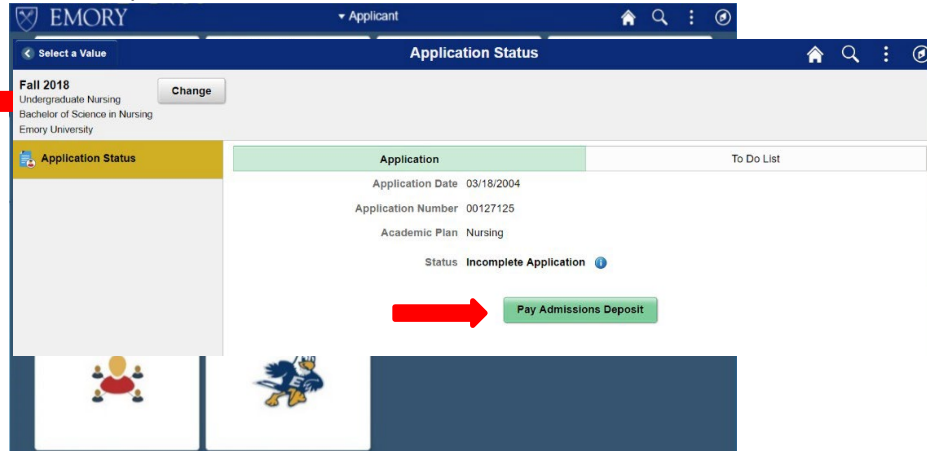 EMORY
Applicant
Select a Value
Application Status
Fall 2018
Change
Undergraduate Nursing
Bachelor of Science in Nursing
Emory University
Application Status
Application
To Do List
Application Date 03/18/2004
Application Number 00127125
Academic Plan Nursing
Status Incomplete Application
Pay Admissions Deposit